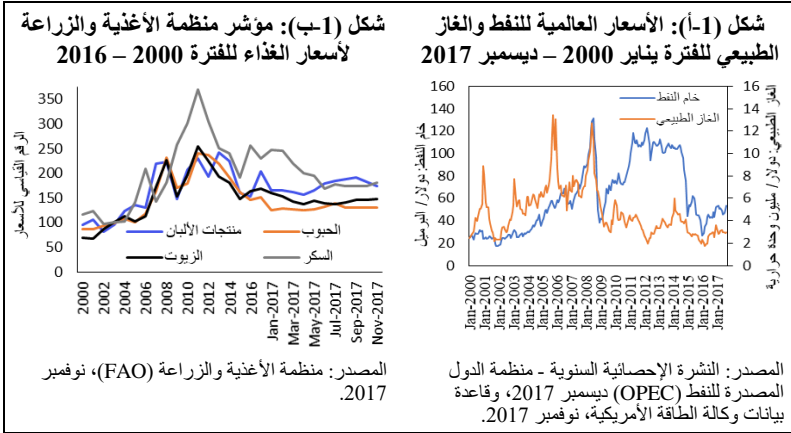 شكل (1-أ): الأسعار العالمية للنفط والغاز
الطبيعي للفترة يناير 2000 – ديسمبر 2017
خام النفط: دولار/ البرميل
160
140
120
100
80
60
40
20
0
خام النفط
الغاز الطبيعي
16
14
12
10
8
6
4
2
0
الغاز الطبيعي: دولار/ مليون وحدة حرارية
Jan-2000
Jan-2001
Jan-2002
Jan-2003
Jan-2004
Jan-2005
Jan-2006
Jan-2007
Jan-2008
Jan-2009
Jan-2010
Jan-2011
Jan-2012
Jan-2013
Jan-2014
Jan-2015
Jan-2016
Jan-2017
المصدر: النشرة الإحصائية السنوية - منظمة الدول
المصدرة للنفط (OPEC) ديسمبر 2017، وقاعدة
بيانات وكالة الطاقة الأمريكية، نوفمبر 2017.
شكل (1-ب): مؤشر منظمة الأغذية والزراعة
لأسعار الغذاء للفترة 2000 – 2016
الرقم القياسي للأسعار
350
300
250
200
150
100
50
0
منتجات الألبان
الحبوب
الزيوت
السكر
2000
2002
2004
2006
2008
2010
2012
2014
2016
Jan-2017
Mar-2017
May-2017
Jul-2017
Sep-2017
Nov-2017
المصدر: منظمة الأغذية والزراعة (FAO)، نوفمبر
2017.